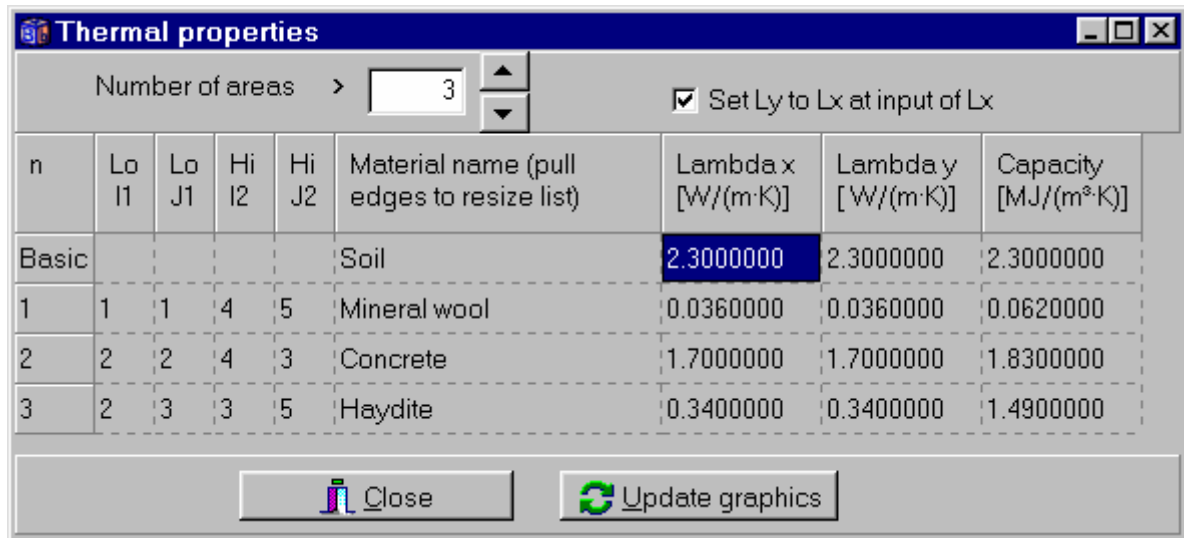 Thermal properties
Number of areas > 3
Set Ly to Lx at input of Lx
n Lo I1 Lo J1 Hi I2 Hi J2 Material name (pull edges to resize list) Lambda x [W/(m·K)] Lambda y [W/(m·K)] Capacity [MJ/(m³·K)]
Basic Soil 2.3000000 2.3000000 2.3000000
1 1 1 4 5 Mineral wool 0.0360000 0.0360000 0.0620000
2 2 2 4 3 Concrete 1.7000000 1.7000000 1.8300000
3 2 3 3 5 Haydite 0.3400000 0.3400000 1.4900000
Close Update graphics